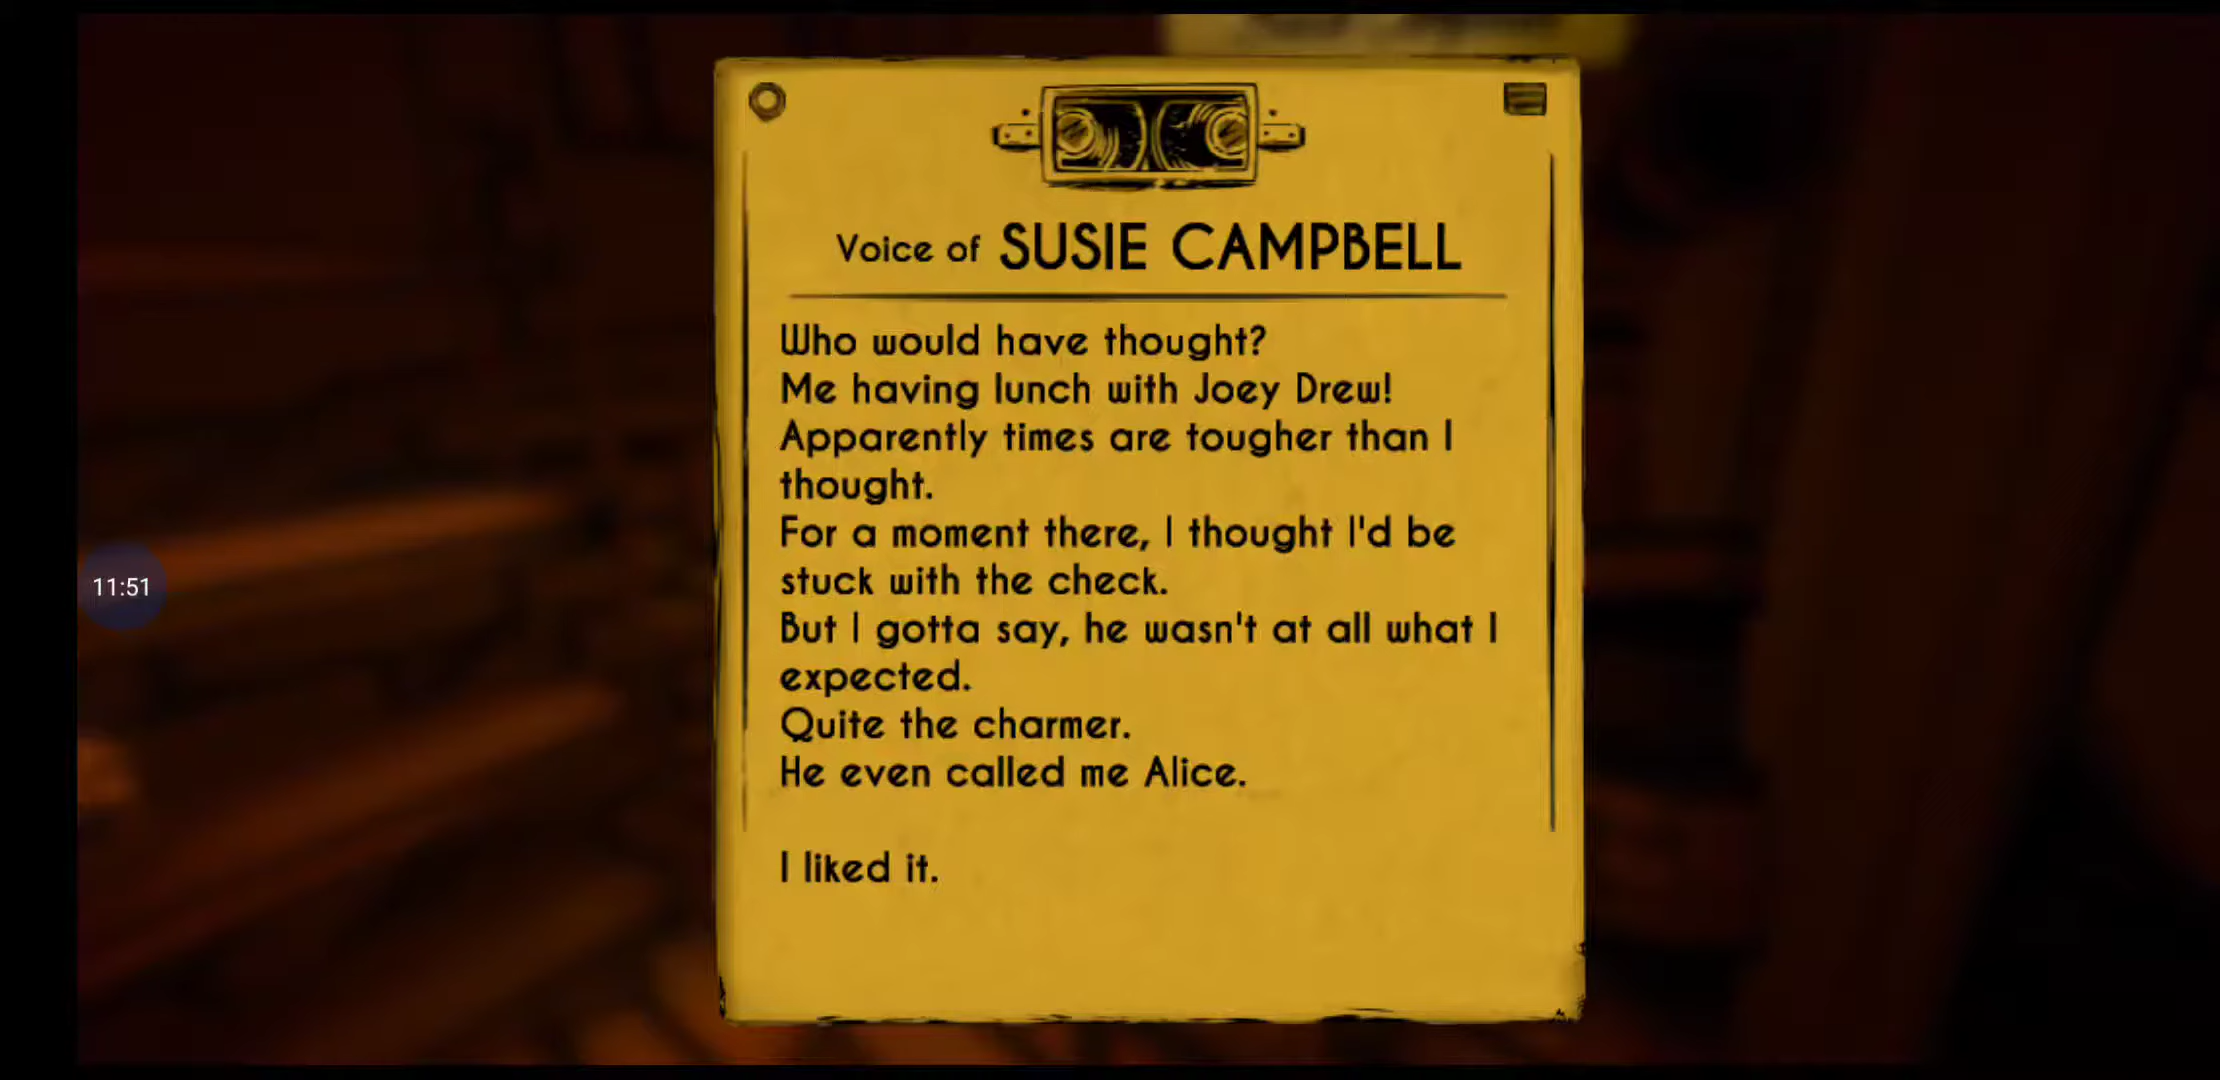 Voice of SUSIE CAMPBELL
Who would have thought?
Me having lunch with Joey Drew!
Apparently times are tougher than I
thought.
For a moment there, I thought I'd be
stuck with the check.
But I gotta say, he wasn't at all what I
expected.
Quite the charmer.
He even called me Alice.
I liked it.
11:51